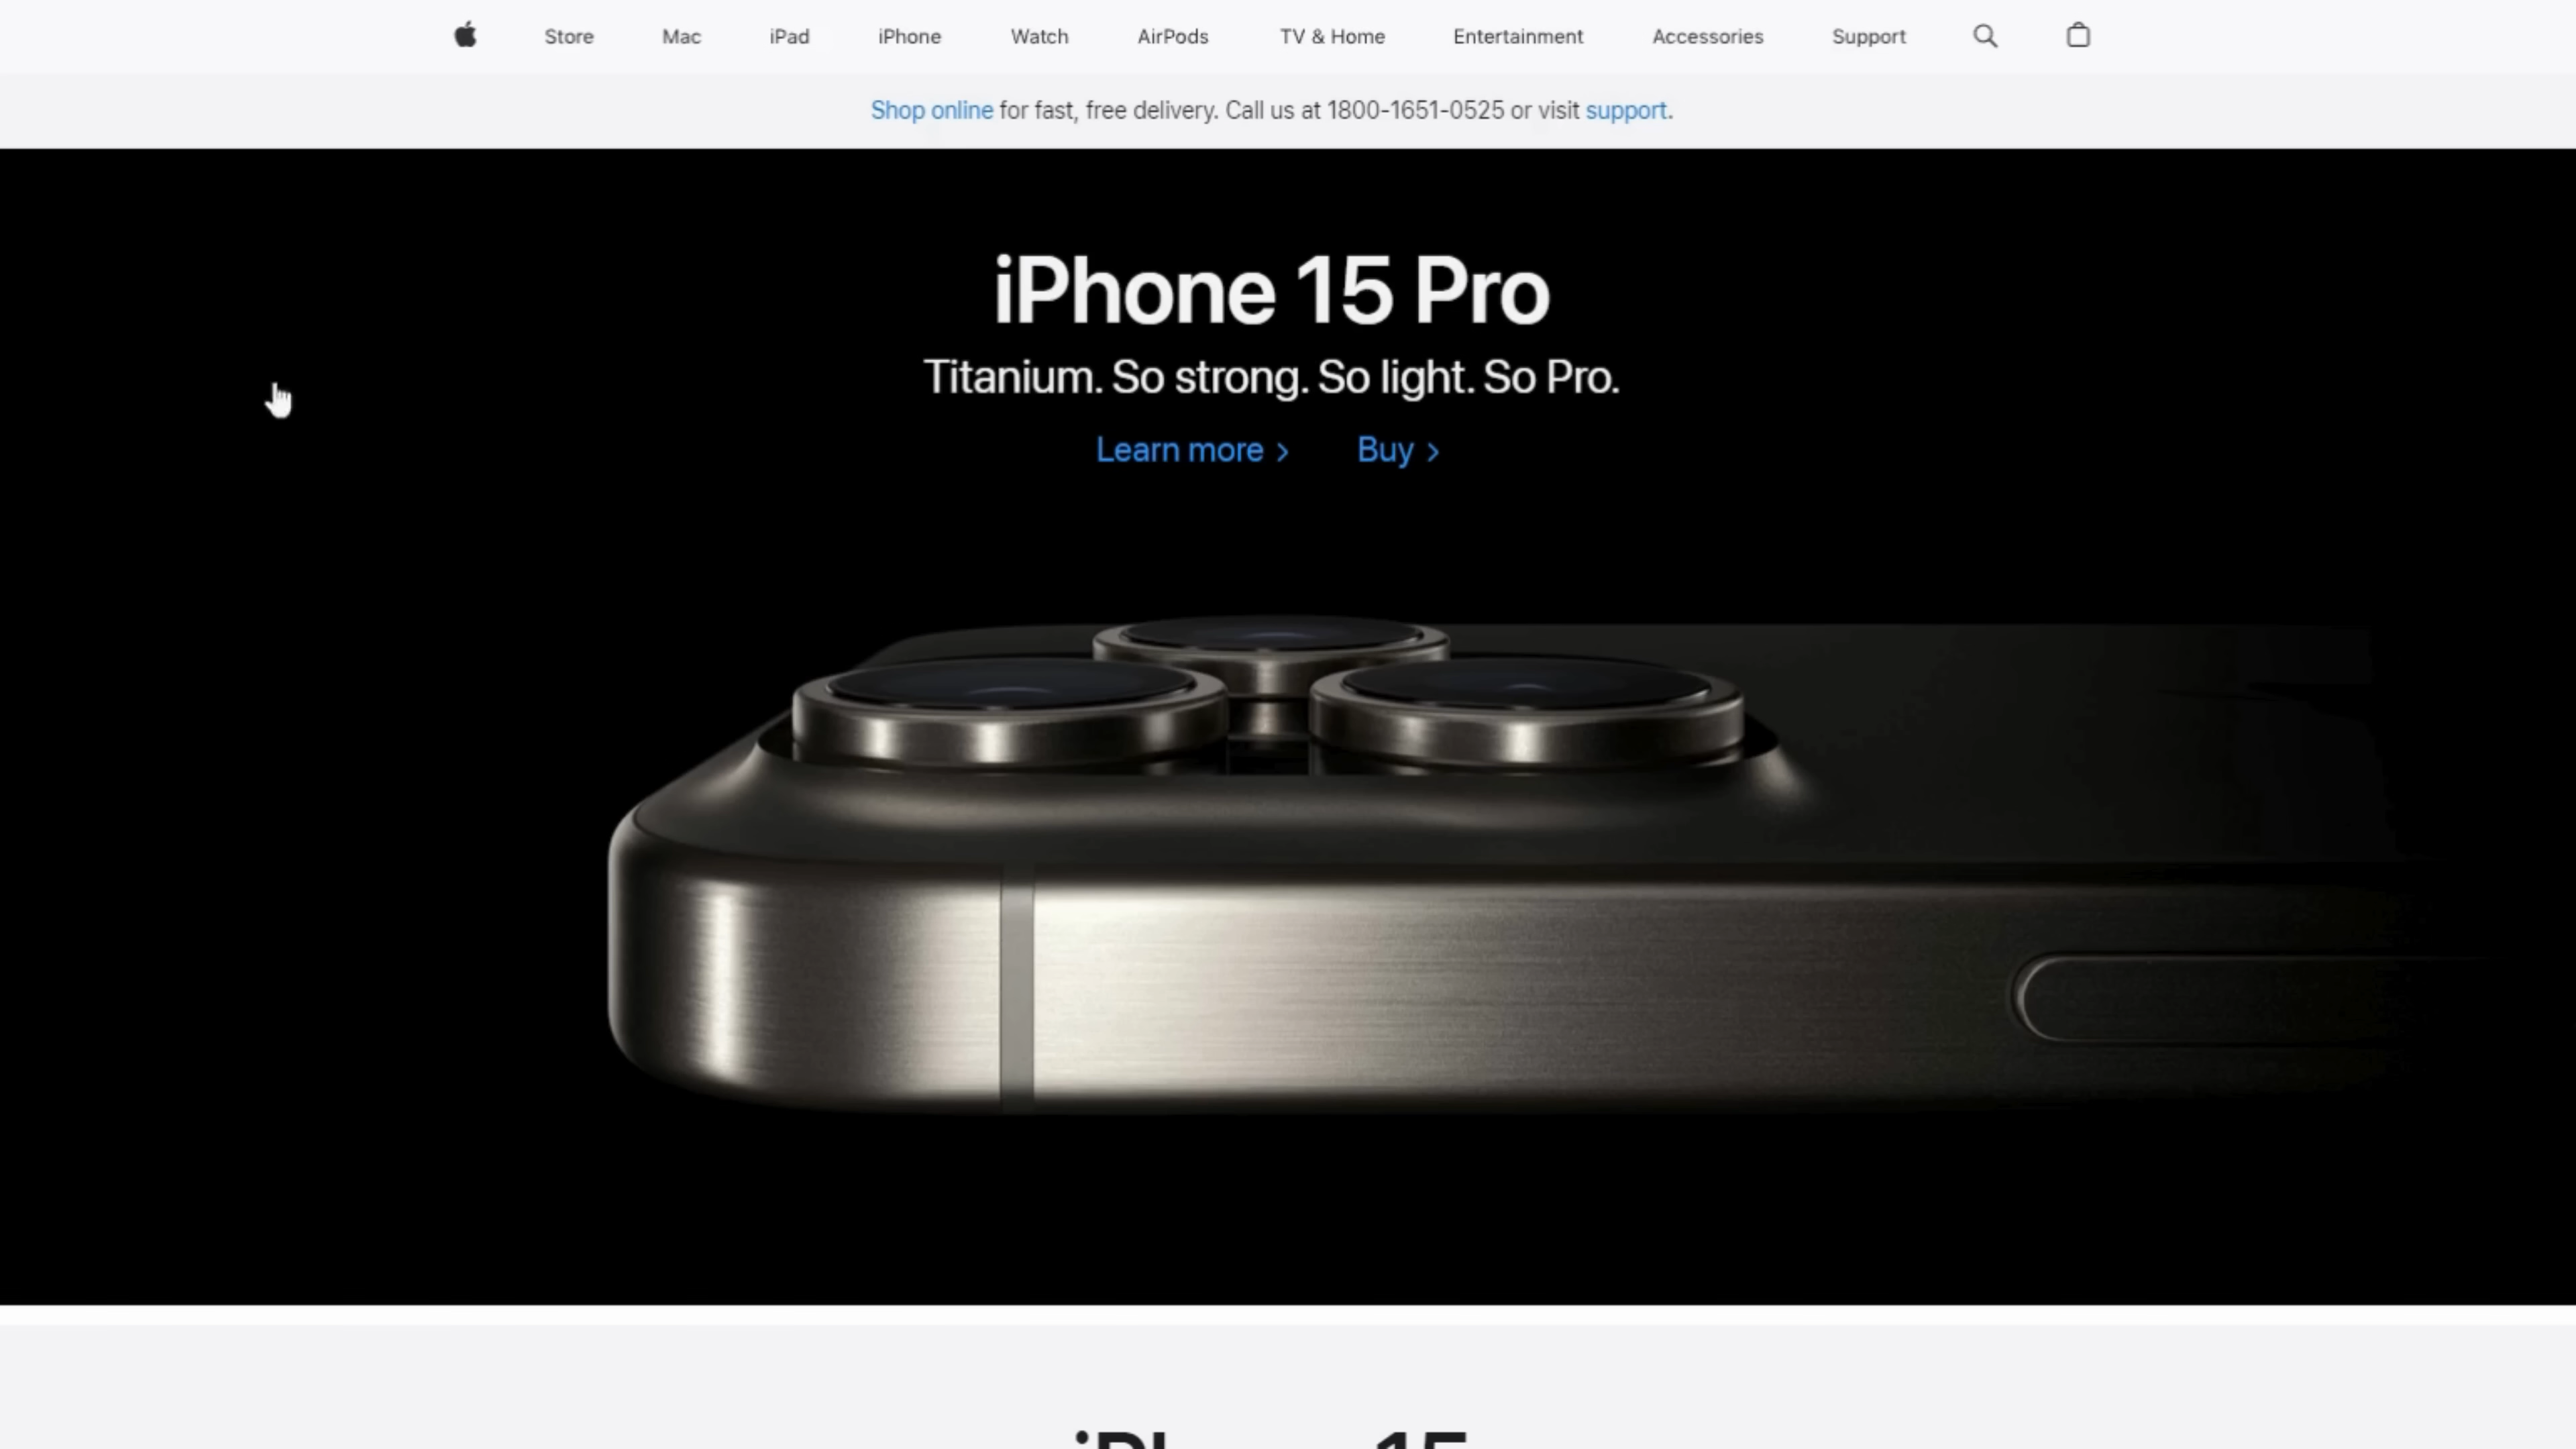 Store Mac iPad iPhone Watch AirPods TV & Home Entertainment Accessories Support
Shop online for fast, free delivery. Call us at 1800-1651-0525 or visit support.
iPhone 15 Pro
Titanium. So strong. So light. So Pro.
Learn more > Buy >
iPhone 15